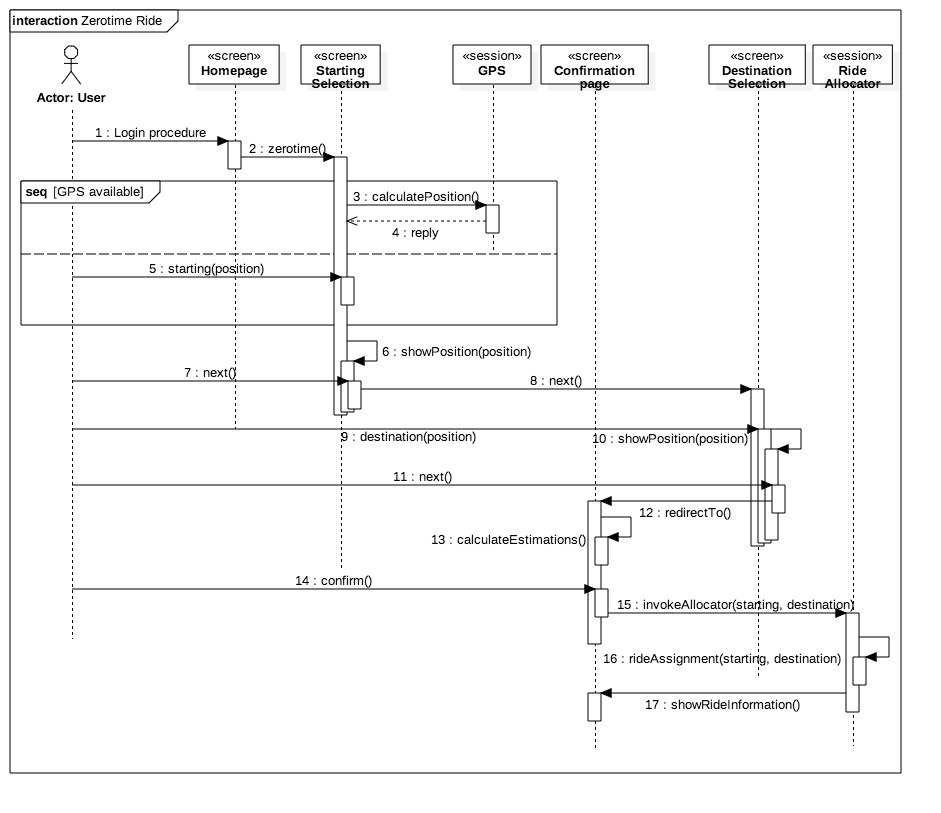 interaction Zerotime Ride
«screen»
Homepage
«screen»
Starting
Selection
«session»
GPS
«screen»
Confirmation
page
«screen»
Destination
Selection
«session»
Ride
Allocator
Actor: User
1 : Login procedure
2 : zerotime()
seq [GPS available]
3 : calculatePosition()
4 : reply
5 : starting(position)
6 : showPosition(position)
7 : next()
8 : next()
9 : destination(position)
10 : showPosition(position)
11 : next()
12 : redirectTo()
13 : calculateEstimations()
14 : confirm()
15 : invokeAllocator(starting, destination)
16 : rideAssignment(starting, destination)
17 : showRideInformation()